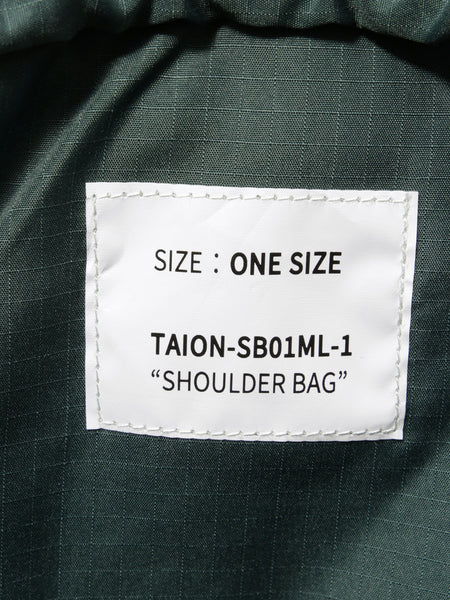 SIZE : ONE SIZE
TAION-SB01ML-1
“SHOULDER BAG”